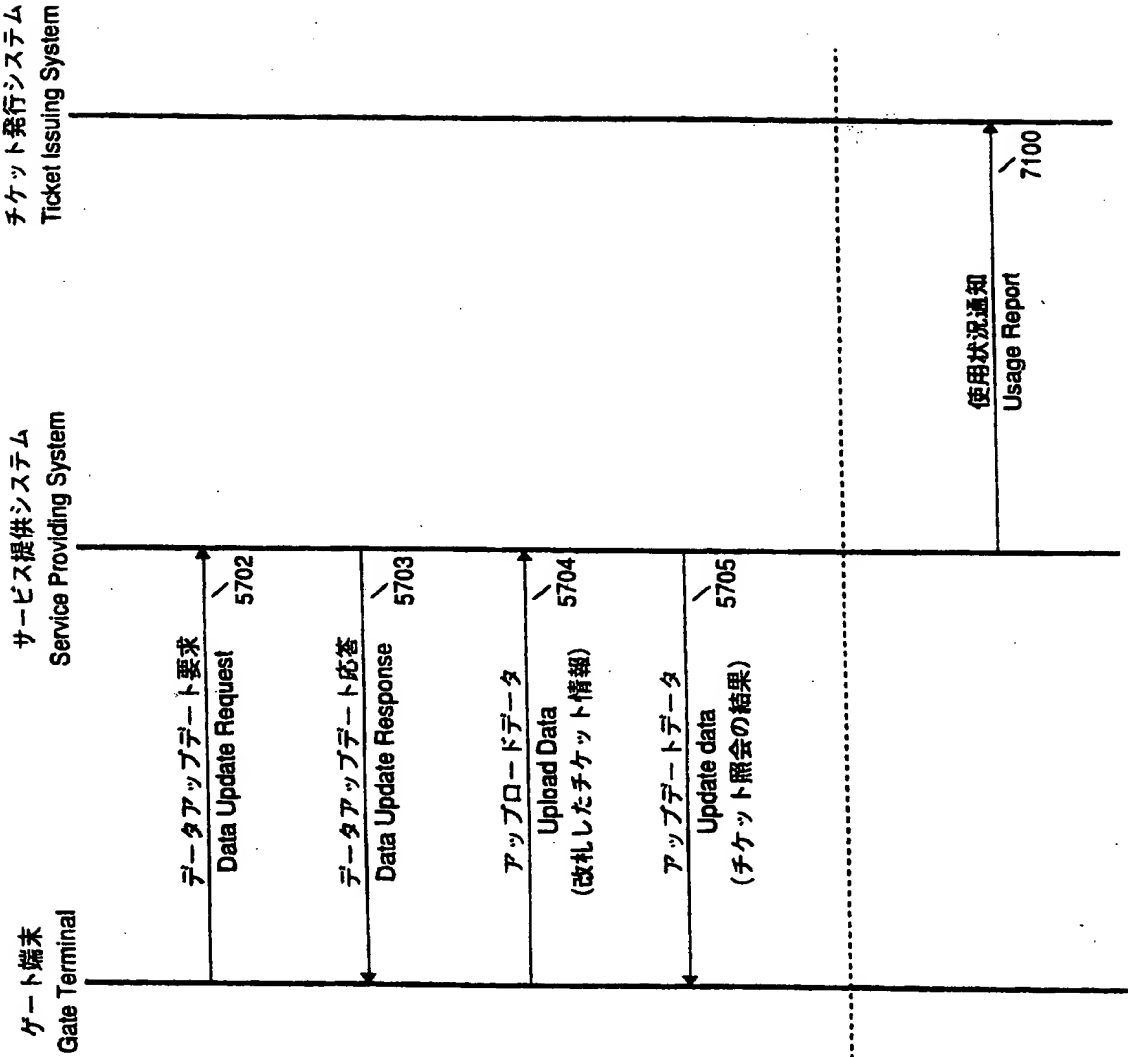 ゲート端末
Gate Terminal
サービス提供システム
Service Providing System
チケット発行システム
Ticket Issuing System
データアップデート要求
Data Update Request
5702
データアップデート応答
Data Update Response
5703
アップロードデータ
Upload Data
(改札したチケット情報)
5704
アップデートデータ
Update data
(チケット照会の結果)
5705
使用状況通知
Usage Report
7100